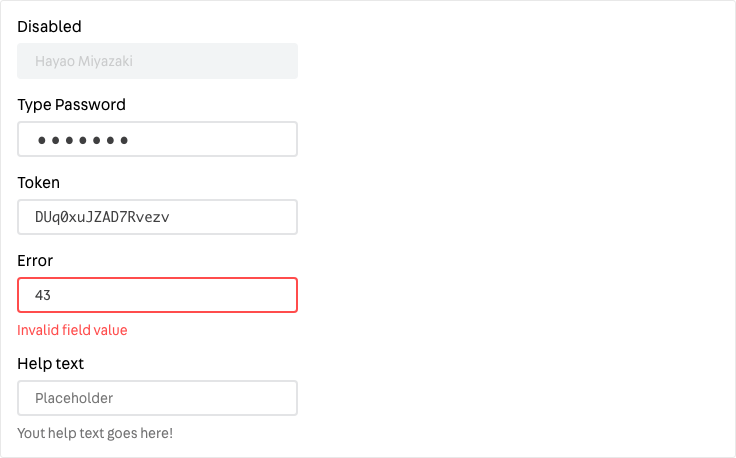 Disabled
Hayao Miyazaki
Type Password
●●●●●●●
Token
DUq0xuJZAD7Rvezv
Error
43
Invalid field value
Help text
Placeholder
Yout help text goes here!